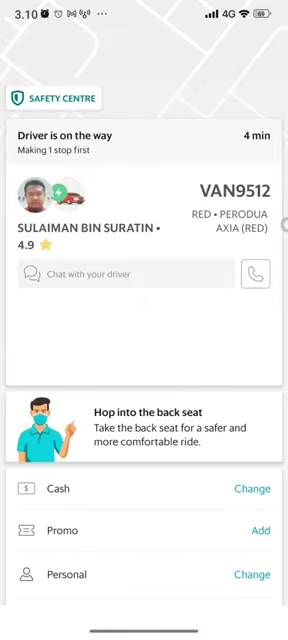 3.10
4G
69
SAFETY CENTRE
Driver is on the way
4 min
Making 1 stop first
VAN9512
RED • PERODUA
AXIA (RED)
SULAIMAN BIN SURATIN •
4.9
Chat with your driver
Hop into the back seat
Take the back seat for a safer and
more comfortable ride.
Cash
Change
Promo
Add
Personal
Change